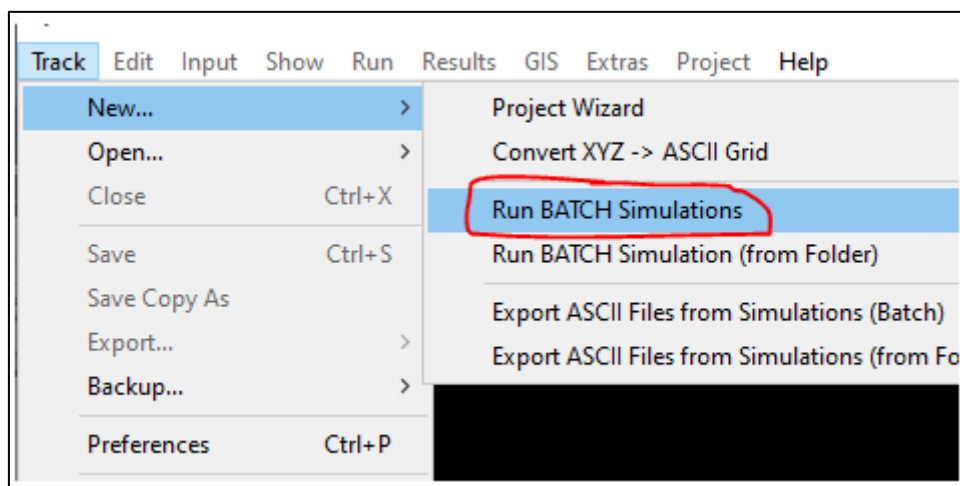 Track Edit Input Show Run Results GIS Extras Project Help
New... >
Open... >
Close Ctrl+X
Save Ctrl+S
Save Copy As
Export... >
Backup... >
Preferences Ctrl+P
Project Wizard
Convert XYZ -> ASCII Grid
Run BATCH Simulations
Run BATCH Simulation (from Folder)
Export ASCII Files from Simulations (Batch)
Export ASCII Files from Simulations (from Fo